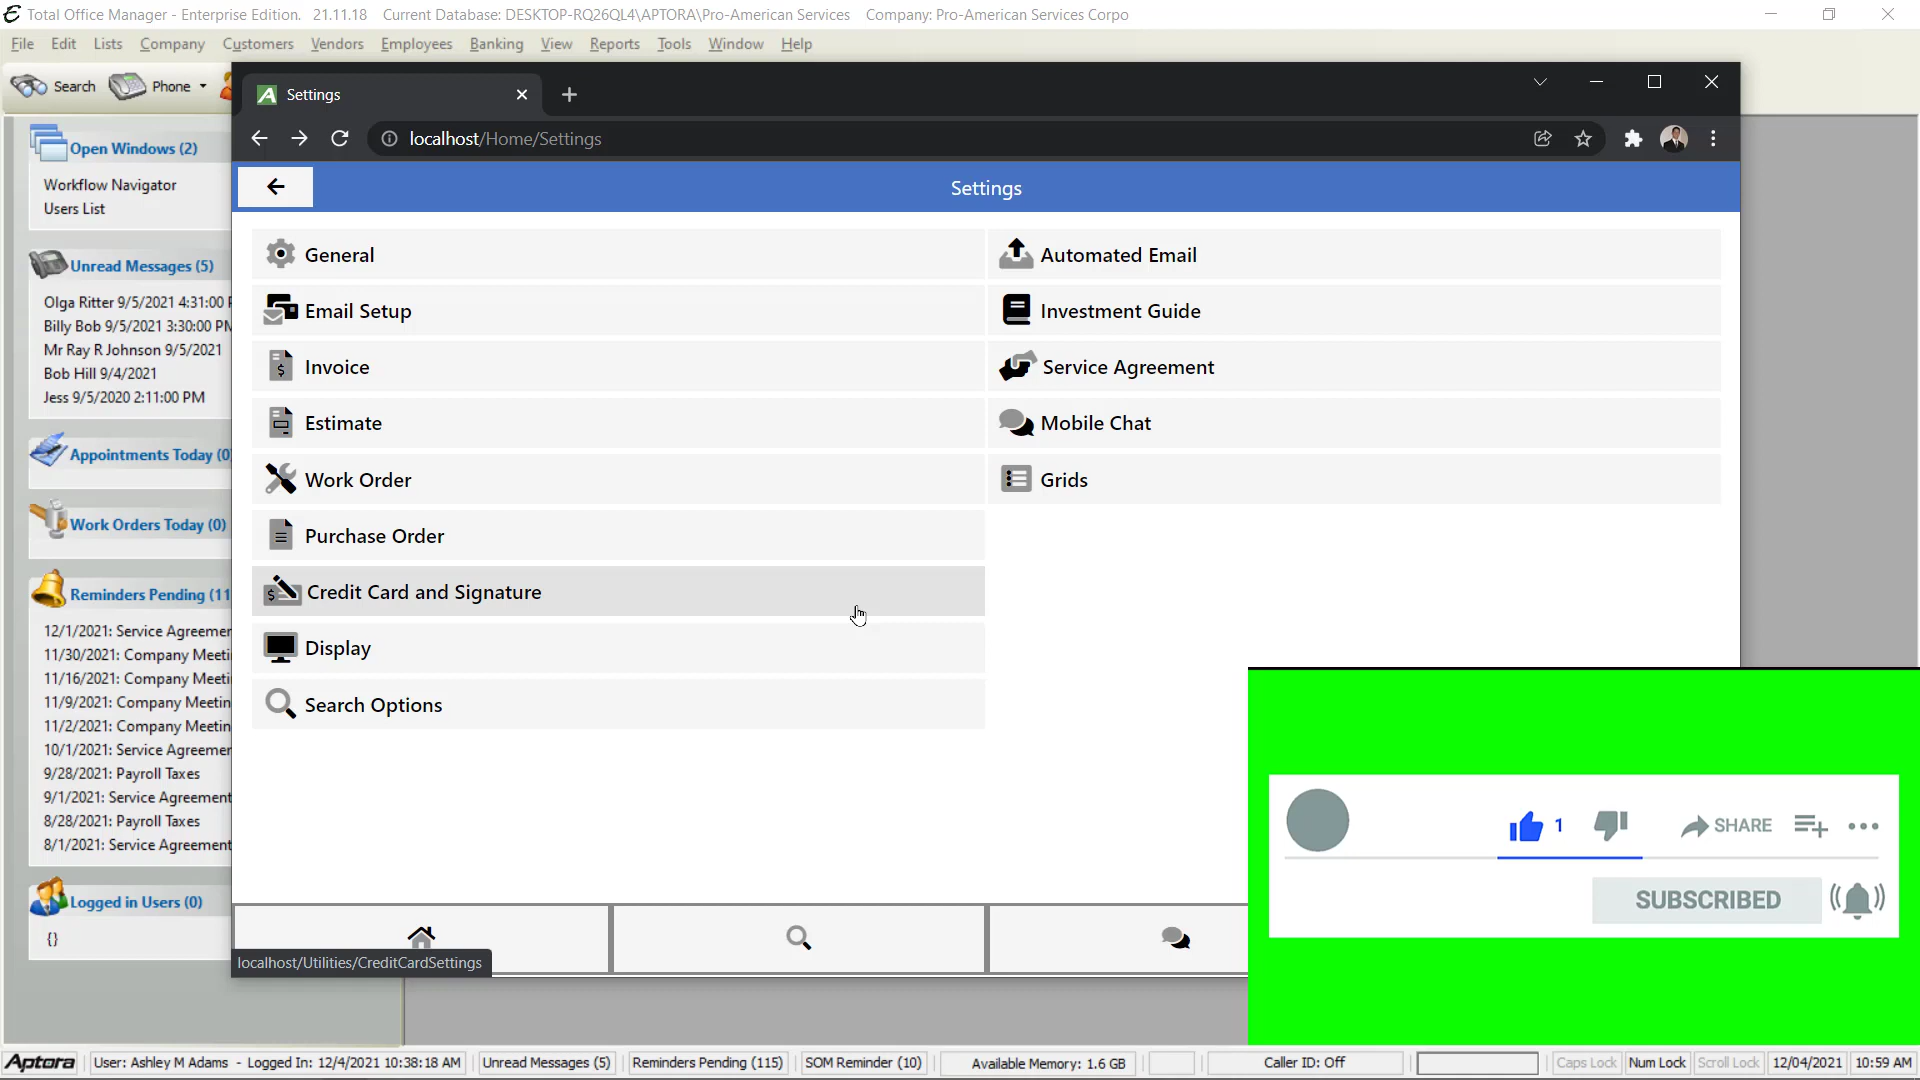 Total Office Manager - Enterprise Edition. 21.11.18 Current Database: DESKTOP-RQ26QL4\APTORA\Pro-American Services Company: Pro-American Services Corpo
File Edit Lists Company Customers Vendors Employees Banking View Reports Tools Window Help
Search Phone
Settings
localhost/Home/Settings
Settings
Open Windows (2)
Workflow Navigator
Users List
Unread Messages (5)
Olga Ritter 9/5/2021 4:31:00
Billy Bob 9/5/2021 3:30:00 PM
Mr Ray R Johnson 9/5/2021
Bob Hill 9/4/2021
Jess 9/5/2020 2:11:00 PM
Appointments Today (0
Work Orders Today (0)
Reminders Pending (11
12/1/2021: Service Agreemer
11/30/2021: Company Meeti
11/16/2021: Company Meeti
11/9/2021: Company Meetin
11/2/2021: Company Meetin
10/1/2021: Service Agreemer
9/28/2021: Payroll Taxes
9/1/2021: Service Agreement
8/28/2021: Payroll Taxes
8/1/2021: Service Agreement
Logged in Users (0)
{}
General
Email Setup
Invoice
Estimate
Work Order
Purchase Order
Credit Card and Signature
Display
Search Options
Automated Email
Investment Guide
Service Agreement
Mobile Chat
Grids
localhost/Utilities/CreditCardSettings
1 SHARE
SUBSCRIBED
Aptora User: Ashley M Adams - Logged In: 12/4/2021 10:38:18 AM Unread Messages (5) Reminders Pending (115) SOM Reminder (10) Available Memory: 1.6 GB Caller ID: Off Caps Lock Num Lock Scroll Lock 12/04/2021 10:59 AM